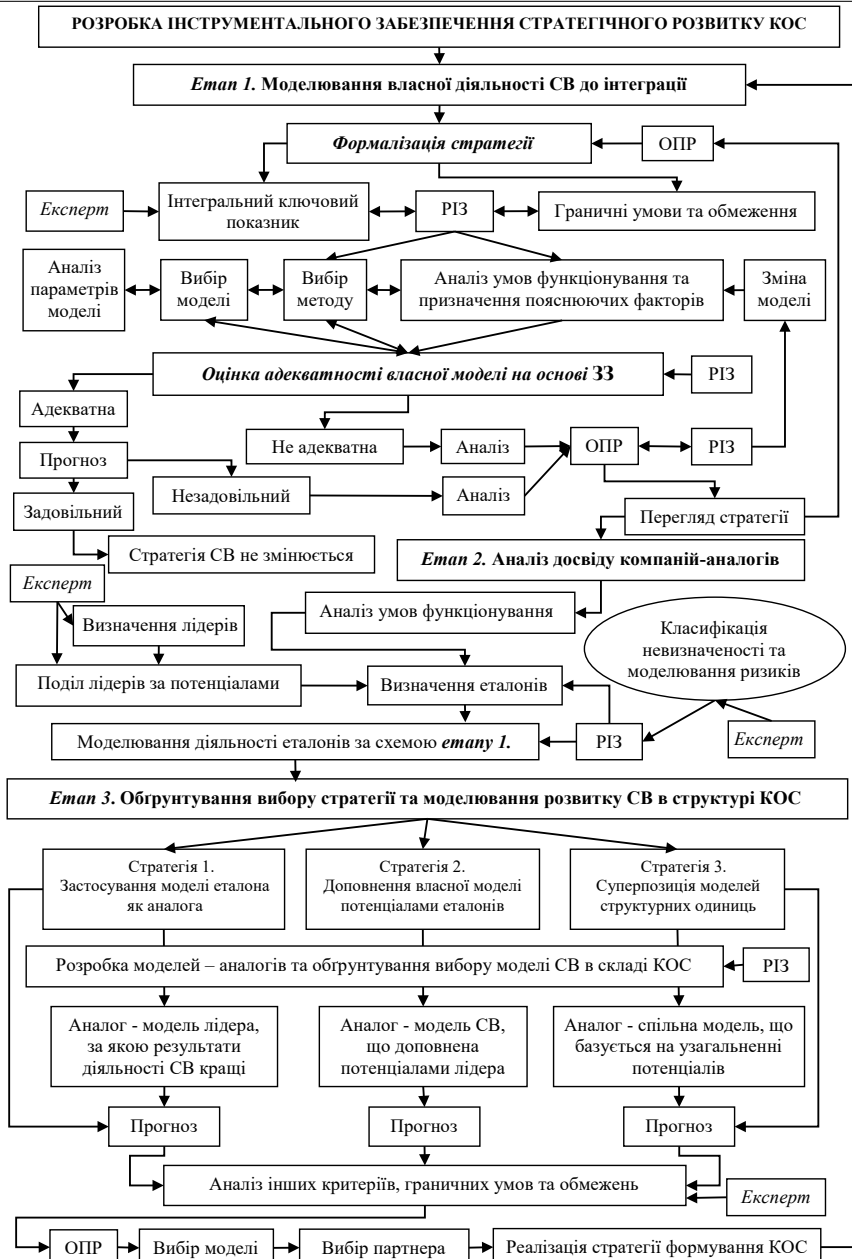 РОЗРОБКА ІНСТРУМЕНТАЛЬНОГО ЗАБЕЗПЕЧЕННЯ СТРАТЕГІЧНОГО РОЗВИТКУ КОС
Етап 1. Моделювання власної діяльності СВ до інтеграції
Формалізація стратегії
ОПР
Експерт
Інтегральний ключовий
показник
РІЗ
Граничні умови та обмеження
Аналіз
параметрів
моделі
Вибір
моделі
Вибір
методу
Аналіз умов функціонування та
призначення пояснюючих факторів
Зміна
моделі
Оцінка адекватності власної моделі на основі ЗЗ
РІЗ
Адекватна
Не адекватна
Аналіз
ОПР
РІЗ
Прогноз
Незадовільний
Аналіз
Задовільний
Перегляд стратегії
Стратегія СВ не змінюється
Етап 2. Аналіз досвіду компаній-аналогів
Експерт
Визначення лідерів
Аналіз умов функціонування
Класифікація
невизначеності та
моделювання ризиків
Поділ лідерів за потенціалами
Визначення еталонів
Моделювання діяльності еталонів за схемою етапу 1.
РІЗ
Експерт
Етап 3. Обґрунтування вибору стратегії та моделювання розвитку СВ в структурі КОС
Стратегія 1.
Застосування моделі еталона
як аналога
Стратегія 2.
Доповнення власної моделі
потенціалами еталонів
Стратегія 3.
Суперпозиція моделей
структурних одиниць
Розробка моделей – аналогів та обґрунтування вибору моделі СВ в складі КОС
РІЗ
Аналог - модель лідера,
за якою результати
діяльності СВ кращі
Аналог - модель СВ,
що доповнена
потенціалами лідера
Аналог - спільна модель, що
базується на узагальненні
потенціалів
Прогноз
Прогноз
Прогноз
Аналіз інших критеріїв, граничних умов та обмежень
Експерт
ОПР
Вибір моделі
Вибір партнера
Реалізація стратегії формування КОС